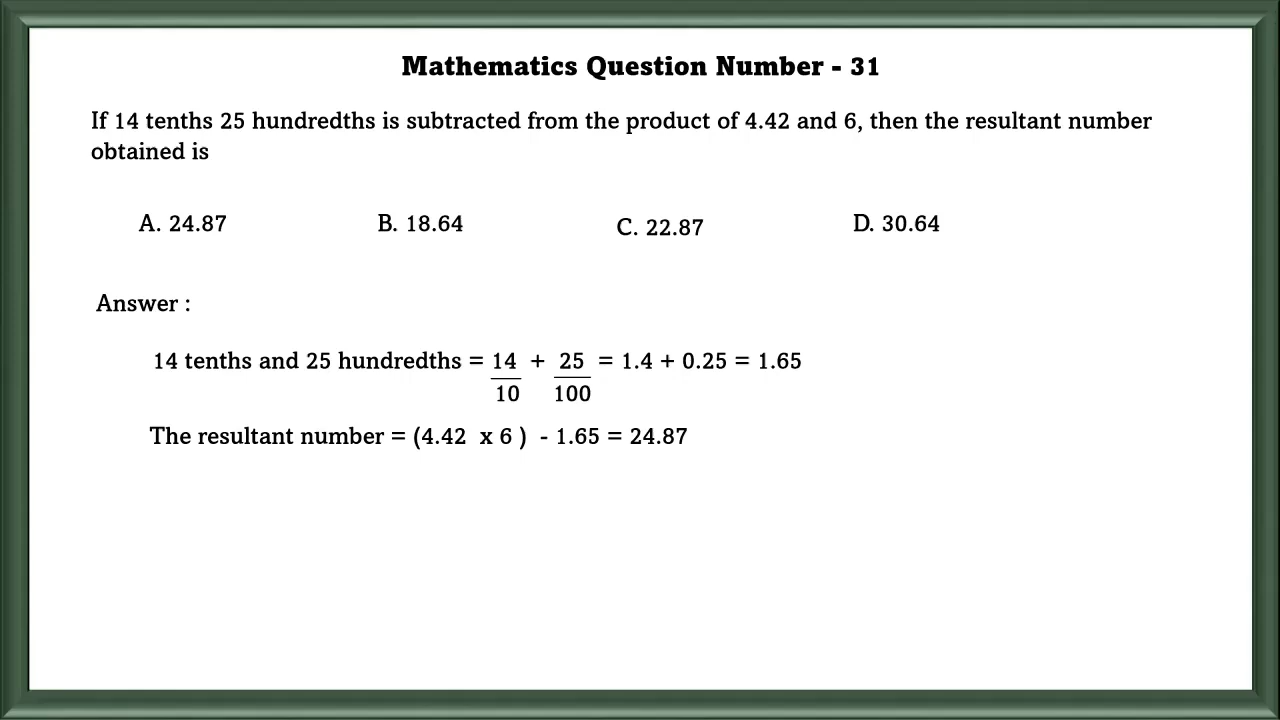 Mathematics Question Number - 31
If 14 tenths 25 hundredths is subtracted from the product of 4.42 and 6, then the resultant number
obtained is
A. 24.87 B. 18.64 C. 22.87 D. 30.64
Answer :
14 tenths and 25 hundredths = 14/10 + 25/100 = 1.4 + 0.25 = 1.65
The resultant number = (4.42 x 6 ) - 1.65 = 24.87